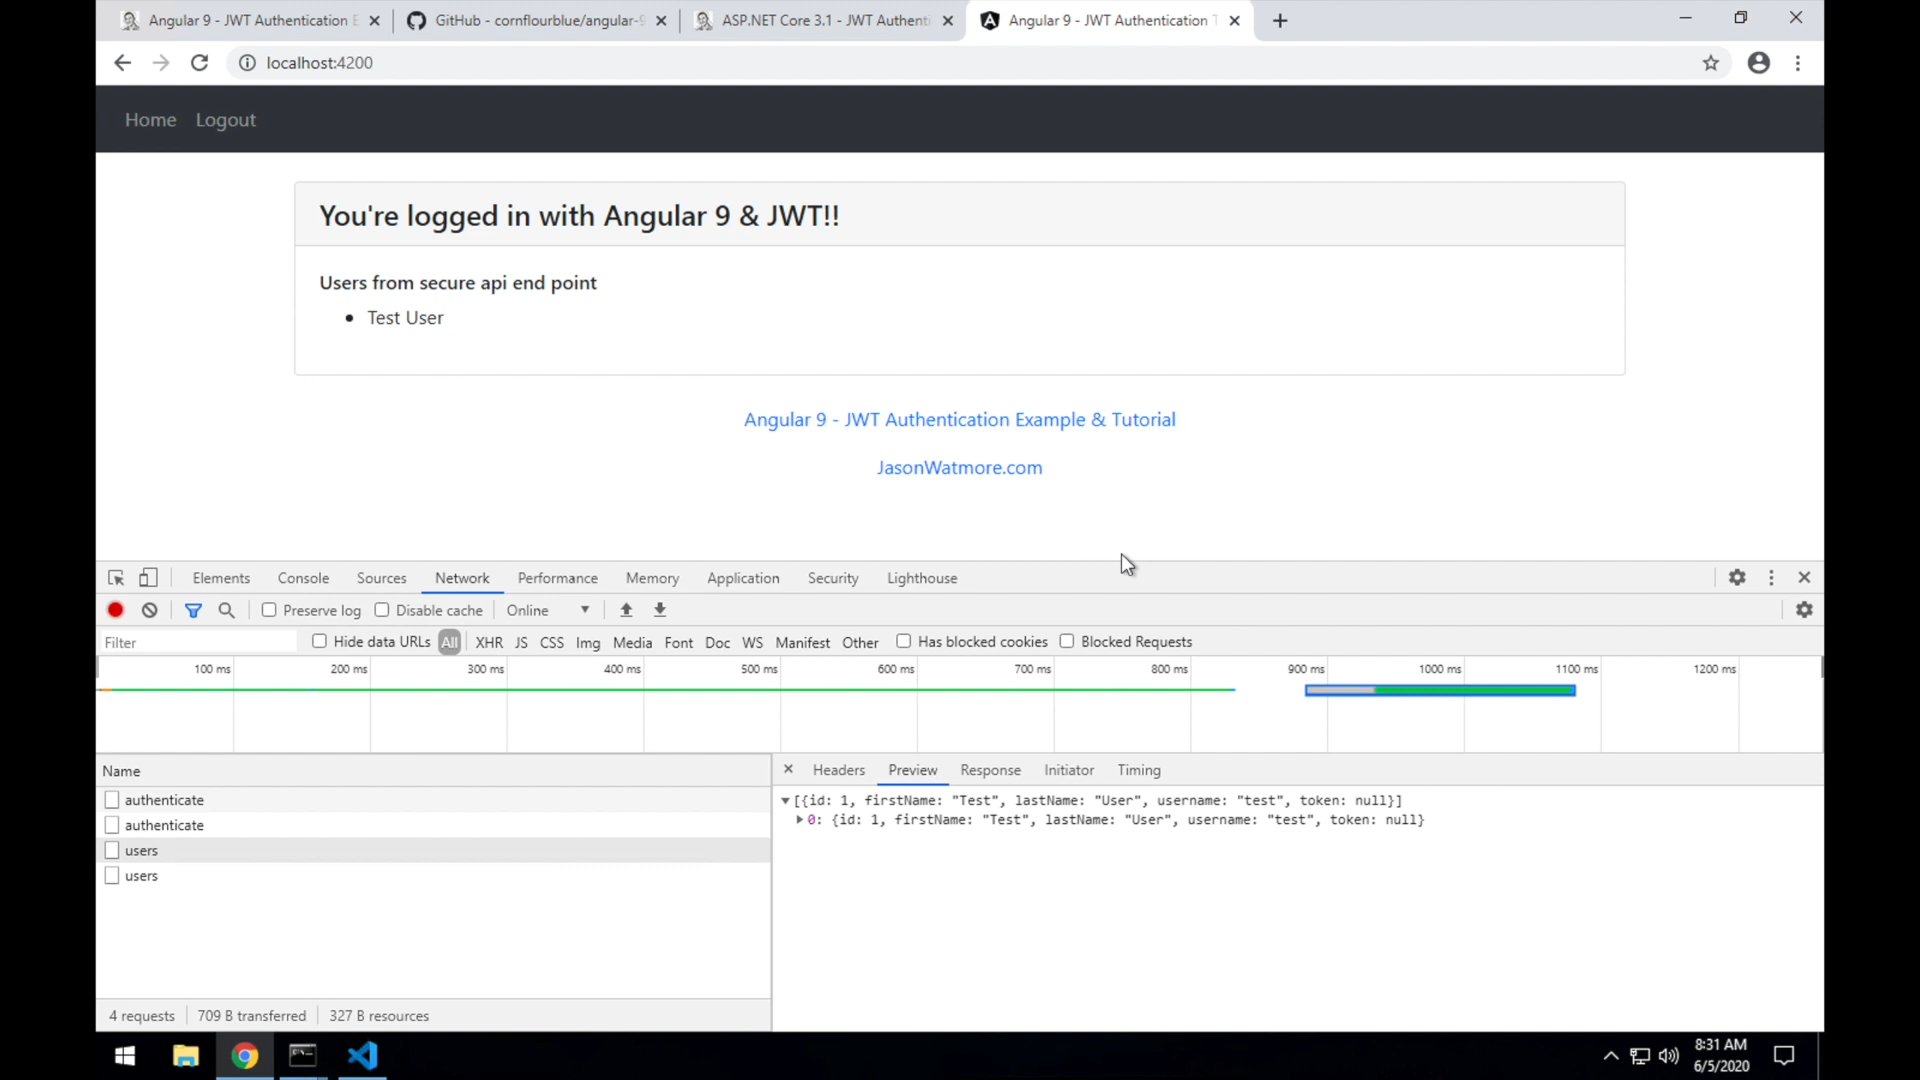 Angular 9 - JWT Authentication E
GitHub - cornflourblue/angular-9
ASP.NET Core 3.1 - JWT Authenti
Angular 9 - JWT Authentication T
localhost:4200
Home Logout
You're logged in with Angular 9 & JWT!!
Users from secure api end point
Test User
Angular 9 - JWT Authentication Example & Tutorial
JasonWatmore.com
Elements Console Sources Network Performance Memory Application Security Lighthouse
Preserve log Disable cache Online
Filter Hide data URLs All XHR JS CSS Img Media Font Doc WS Manifest Other Has blocked cookies Blocked Requests
100 ms 200 ms 300 ms 400 ms 500 ms 600 ms 700 ms 800 ms 900 ms 1000 ms 1100 ms 1200 ms
Name
authenticate
authenticate
users
users
4 requests 709 B transferred 327 B resources
Headers Preview Response Initiator Timing
[{id: 1, firstName: "Test", lastName: "User", username: "test", token: null}]
0: {id: 1, firstName: "Test", lastName: "User", username: "test", token: null}
8:31 AM
6/5/2020